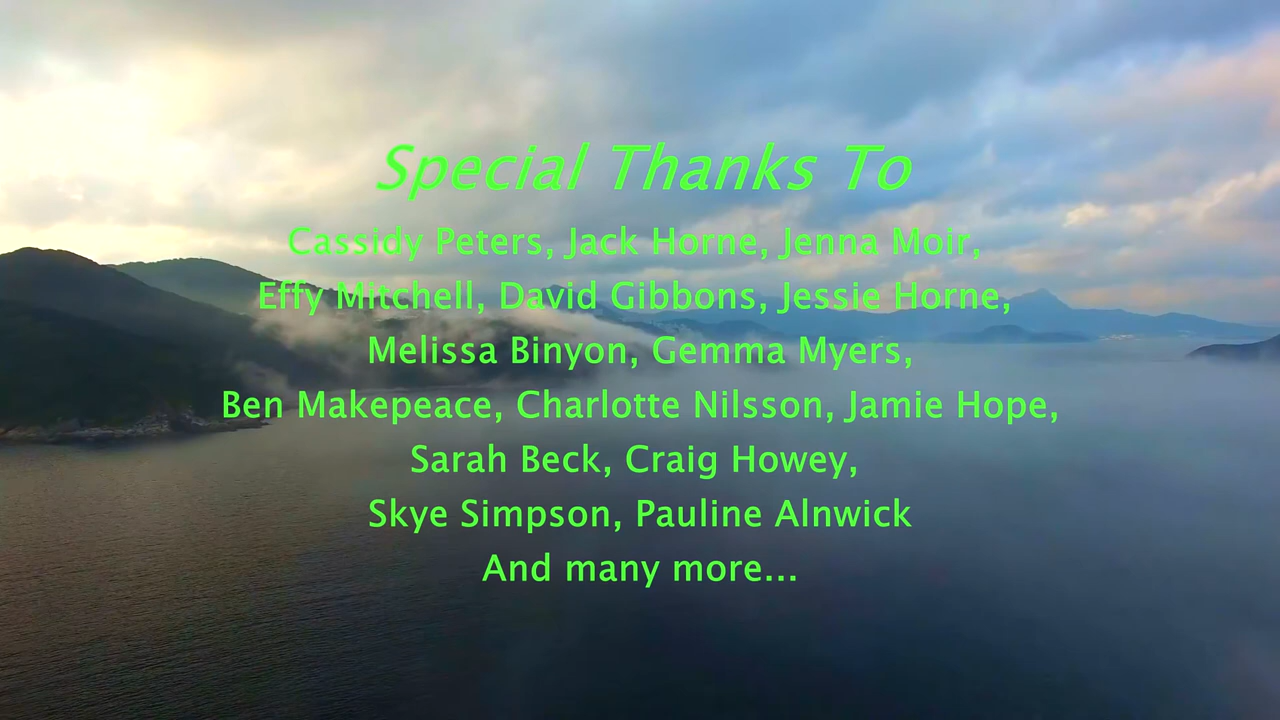 Special Thanks To
Cassidy Peters, Jack Horne, Jenna Moir,
Effy Mitchell, David Gibbons, Jessie Horne,
Melissa Binyon, Gemma Myers,
Ben Makepeace, Charlotte Nilsson, Jamie Hope,
Sarah Beck, Craig Howey,
Skye Simpson, Pauline Alnwick
And many more...